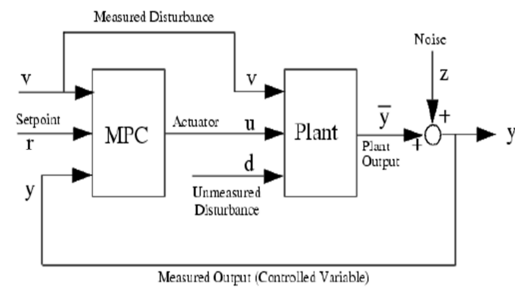 Measured Disturbance
Noise
v
v
z
Setpoint
r
MPC
Actuator
u
Plant
y̅
+
+
y
Plant
Output
d
y
Unmeasured
Disturbance
Measured Output (Controlled Variable)